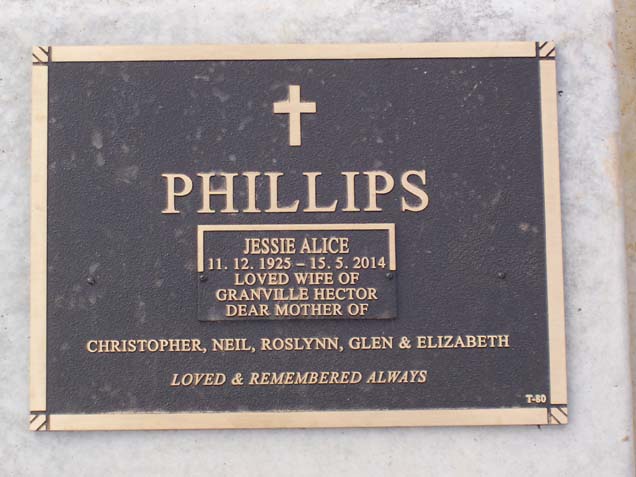 PHILLIPS
JESSIE ALICE
11. 12. 1925 – 15. 5. 2014
LOVED WIFE OF
GRANVILLE HECTOR
DEAR MOTHER OF
CHRISTOPHER, NEIL, ROSLYNN, GLEN & ELIZABETH
LOVED & REMEMBERED ALWAYS
T-80